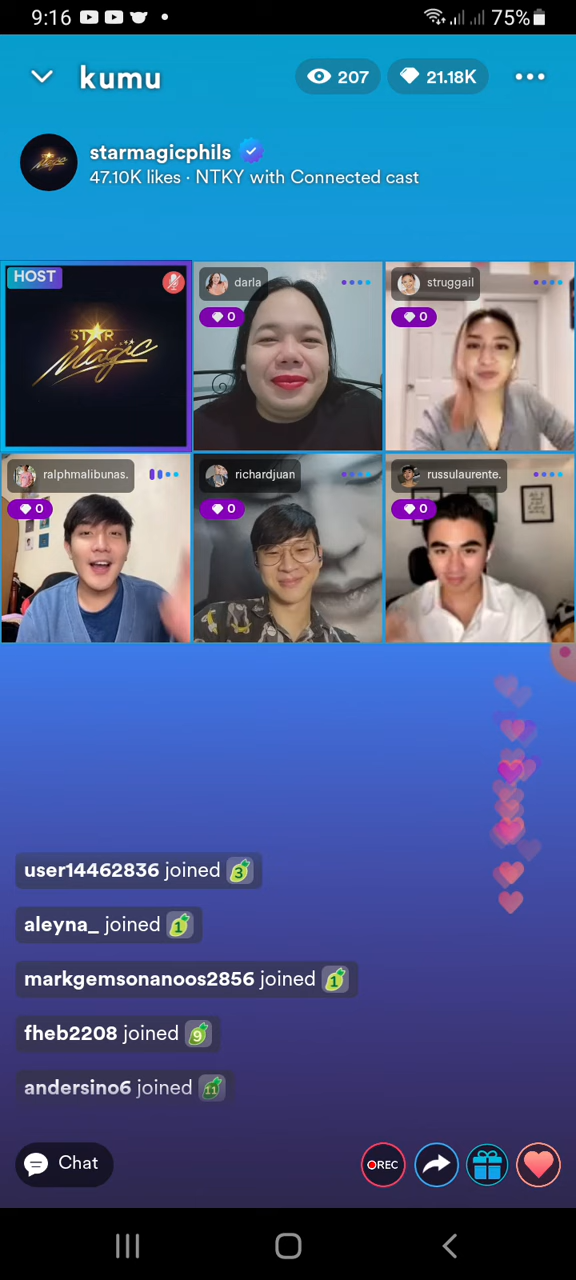 9:16
75%
kumu
207
21.18K
starmagicphils
47.10K likes · NTKY with Connected cast
HOST
STAR
Magic
darla
0
struggail
0
ralphmalibunas.
0
richardjuan
0
russulaurente.
0
user14462836 joined 3
aleyna_ joined 1
markgemsonanoos2856 joined 1
fheb2208 joined 9
andersino6 joined 11
Chat
REC